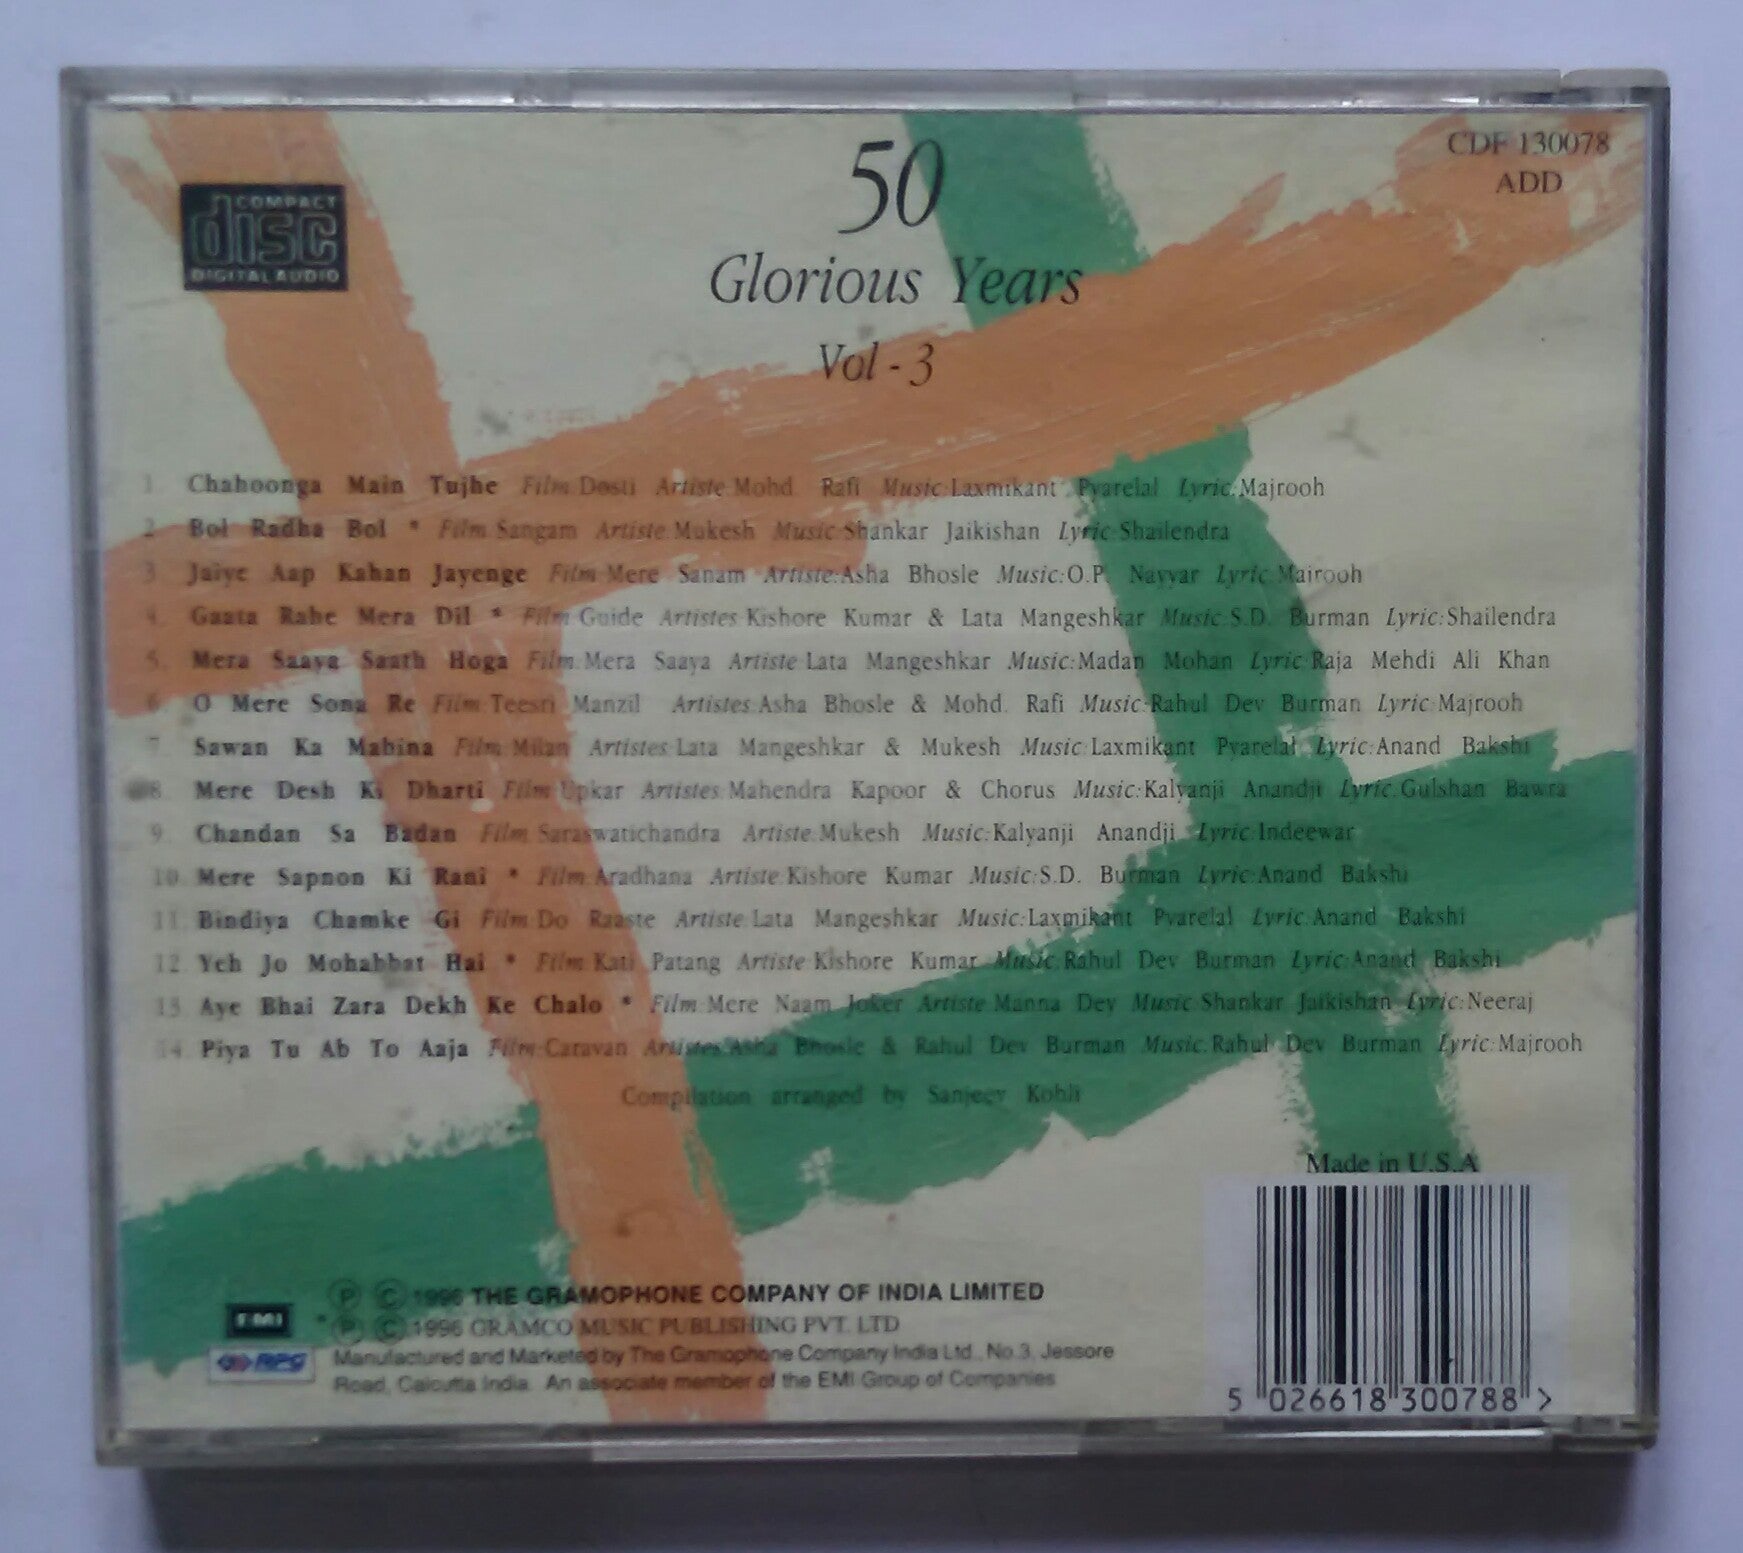 COMPACT
disc
DIGITAL AUDIO
50
Glorious Years
Vol - 3
CDF 130078
ADD
1. Chahoonga Main Tujhe Film:Dosti Artiste:Mohd. Rafi Music:Laxmikant Pyarelal Lyric:Majrooh
2. Bol Radha Bol * Film:Sangam Artiste:Mukesh Music:Shankar Jaikishan Lyric:Shailendra
3. Jaiye Aap Kahan Jayenge Film:Mere Sanam Artiste:Asha Bhosle Music:O.P. Nayyar Lyric:Majrooh
4. Gaata Rahe Mera Dil * Film:Guide Artistes:Kishore Kumar & Lata Mangeshkar Music:S.D. Burman Lyric:Shailendra
5. Mera Saaya Saath Hoga Film:Mera Saaya Artiste:Lata Mangeshkar Music:Madan Mohan Lyric:Raja Mehdi Ali Khan
6. O Mere Sona Re Film:Teesri Manzil Artistes:Asha Bhosle & Mohd. Rafi Music:Rahul Dev Burman Lyric:Majrooh
7. Sawan Ka Mahina Film:Milan Artistes:Lata Mangeshkar & Mukesh Music:Laxmikant Pyarelal Lyric:Anand Bakshi
8. Mere Desh Ki Dharti Film:Upkar Artistes:Mahendra Kapoor & Chorus Music:Kalyanji Anandji Lyric:Gulshan Bawra
9. Chandan Sa Badan Film:Saraswatichandra Artiste:Mukesh Music:Kalyanji Anandji Lyric:Indeewar
10. Mere Sapnon Ki Rani * Film:Aradhana Artiste:Kishore Kumar Music:S.D. Burman Lyric:Anand Bakshi
11. Bindiya Chamke Gi Film:Do Raaste Artiste:Lata Mangeshkar Music:Laxmikant Pyarelal Lyric:Anand Bakshi
12. Yeh Jo Mohabbat Hai * Film:Kati Patang Artiste:Kishore Kumar Music:Rahul Dev Burman Lyric:Anand Bakshi
13. Aye Bhai Zara Dekh Ke Chalo * Film:Mere Naam Joker Artiste:Manna Dey Music:Shankar Jaikishan Lyric:Neeraj
14. Piya Tu Ab To Aaja Film:Caravan Artistes:Asha Bhosle & Rahul Dev Burman Music:Rahul Dev Burman Lyric:Majrooh
Compilation arranged by Sanjeev Kohli
Made in U.S.A
Ⓟ Ⓒ 1996 THE GRAMOPHONE COMPANY OF INDIA LIMITED
* Ⓟ Ⓒ 1996 GRAMCO MUSIC PUBLISHING PVT. LTD
Manufactured and Marketed by The Gramophone Company India Ltd., No.3, Jessore
Road, Calcutta India. An associate member of the EMI Group of Companies
EMI
RPG
5 026618 300788 >